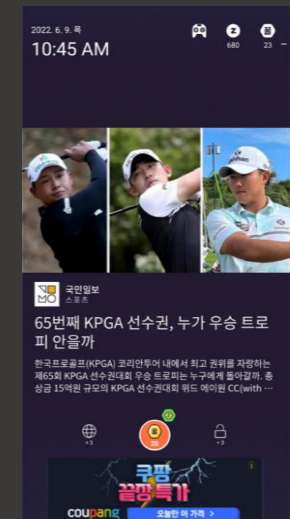 2022. 6. 9. 목
10:45 AM
680
23
국민일보
스포츠
65번째 KPGA 선수권, 누가 우승 트로
피 안을까
한국프로골프(KPGA) 코리안투어 내에서 최고 권위를 자랑하는
제65회 KPGA 선수권대회 우승 트로피는 누구에게 돌아갈까. 총
상금 15억원 규모의 KPGA 선수권대회 위드 에이원 CC(with …
+3
+3
쿠팡
끝장특가
coupang
오늘만 이 가격 >